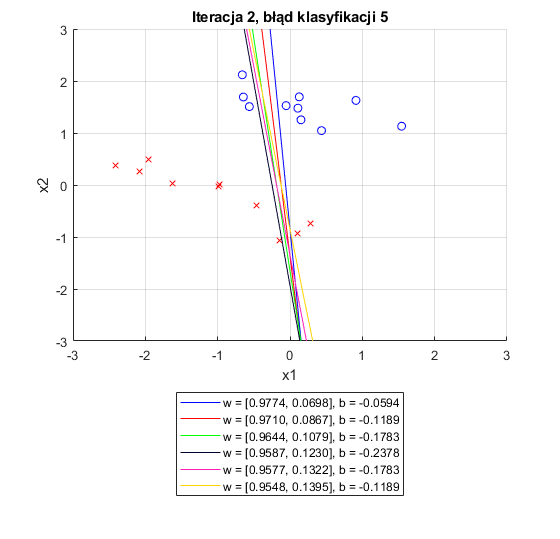 Iteracja 2, błąd klasyfikacji 5
3
2
1
0
-1
-2
-3
x2
-3
-2
-1
0
1
2
3
x1
w = [0.9774, 0.0698], b = -0.0594
w = [0.9710, 0.0867], b = -0.1189
w = [0.9644, 0.1079], b = -0.1783
w = [0.9587, 0.1230], b = -0.2378
w = [0.9577, 0.1322], b = -0.1783
w = [0.9548, 0.1395], b = -0.1189